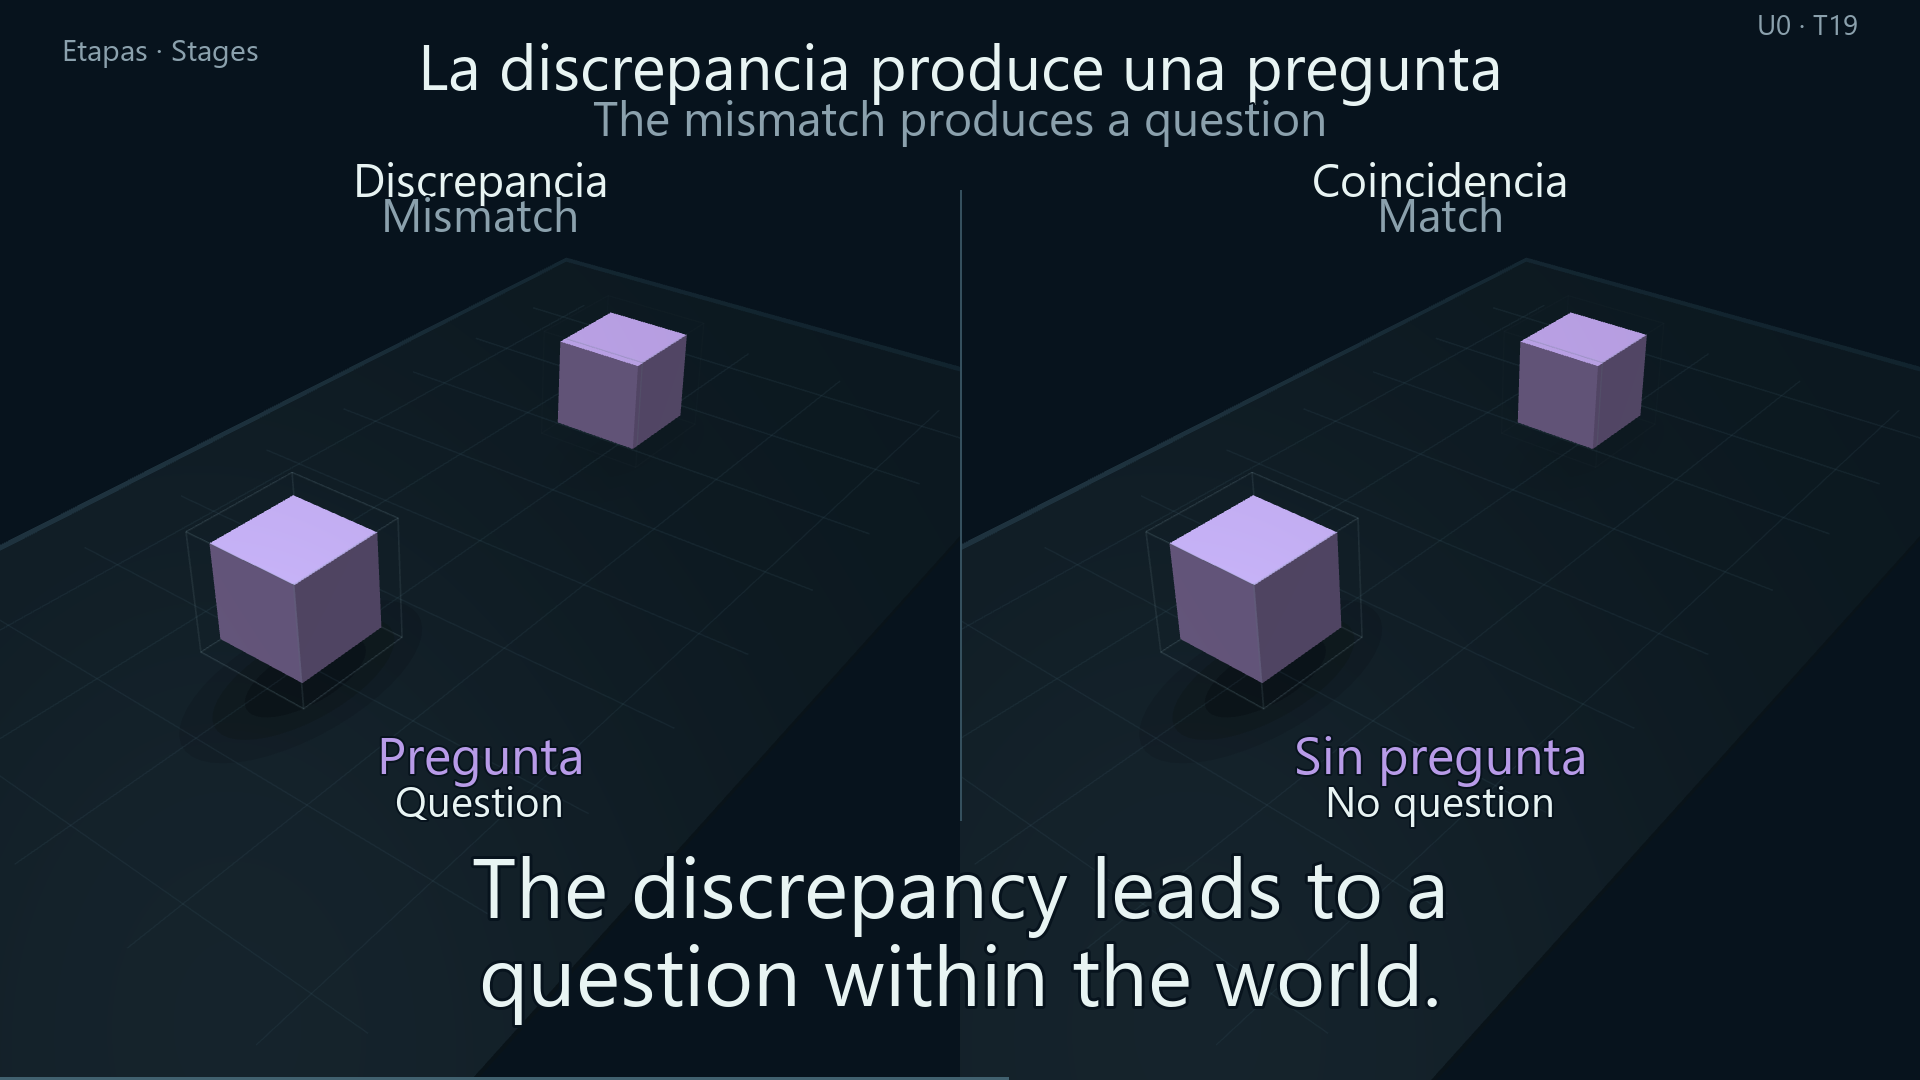 Etapas · Stages
U0 · T19
La discrepancia produce una pregunta
The mismatch produces a question
Discrepancia
Mismatch
Coincidencia
Match
Pregunta
Question
Sin pregunta
No question
The discrepancy leads to a
question within the world.